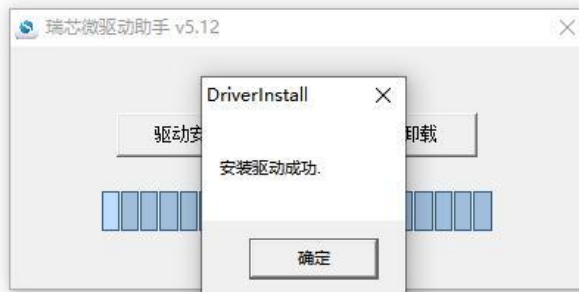 瑞芯微驱动助手 v5.12
DriverInstall
驱动安
卸载
安装驱动成功.
确定